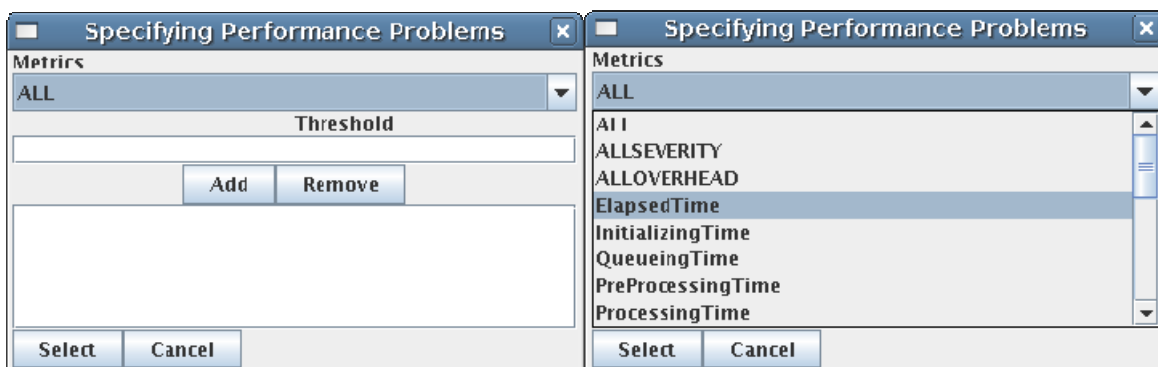 Specifying Performance Problems
Metrics
ALL
Threshold
Add Remove
Select Cancel
Specifying Performance Problems
Metrics
ALL
ALL
ALLSEVERITY
ALLOVERHEAD
ElapsedTime
InitializingTime
QueueingTime
PreProcessingTime
ProcessingTime
Select Cancel